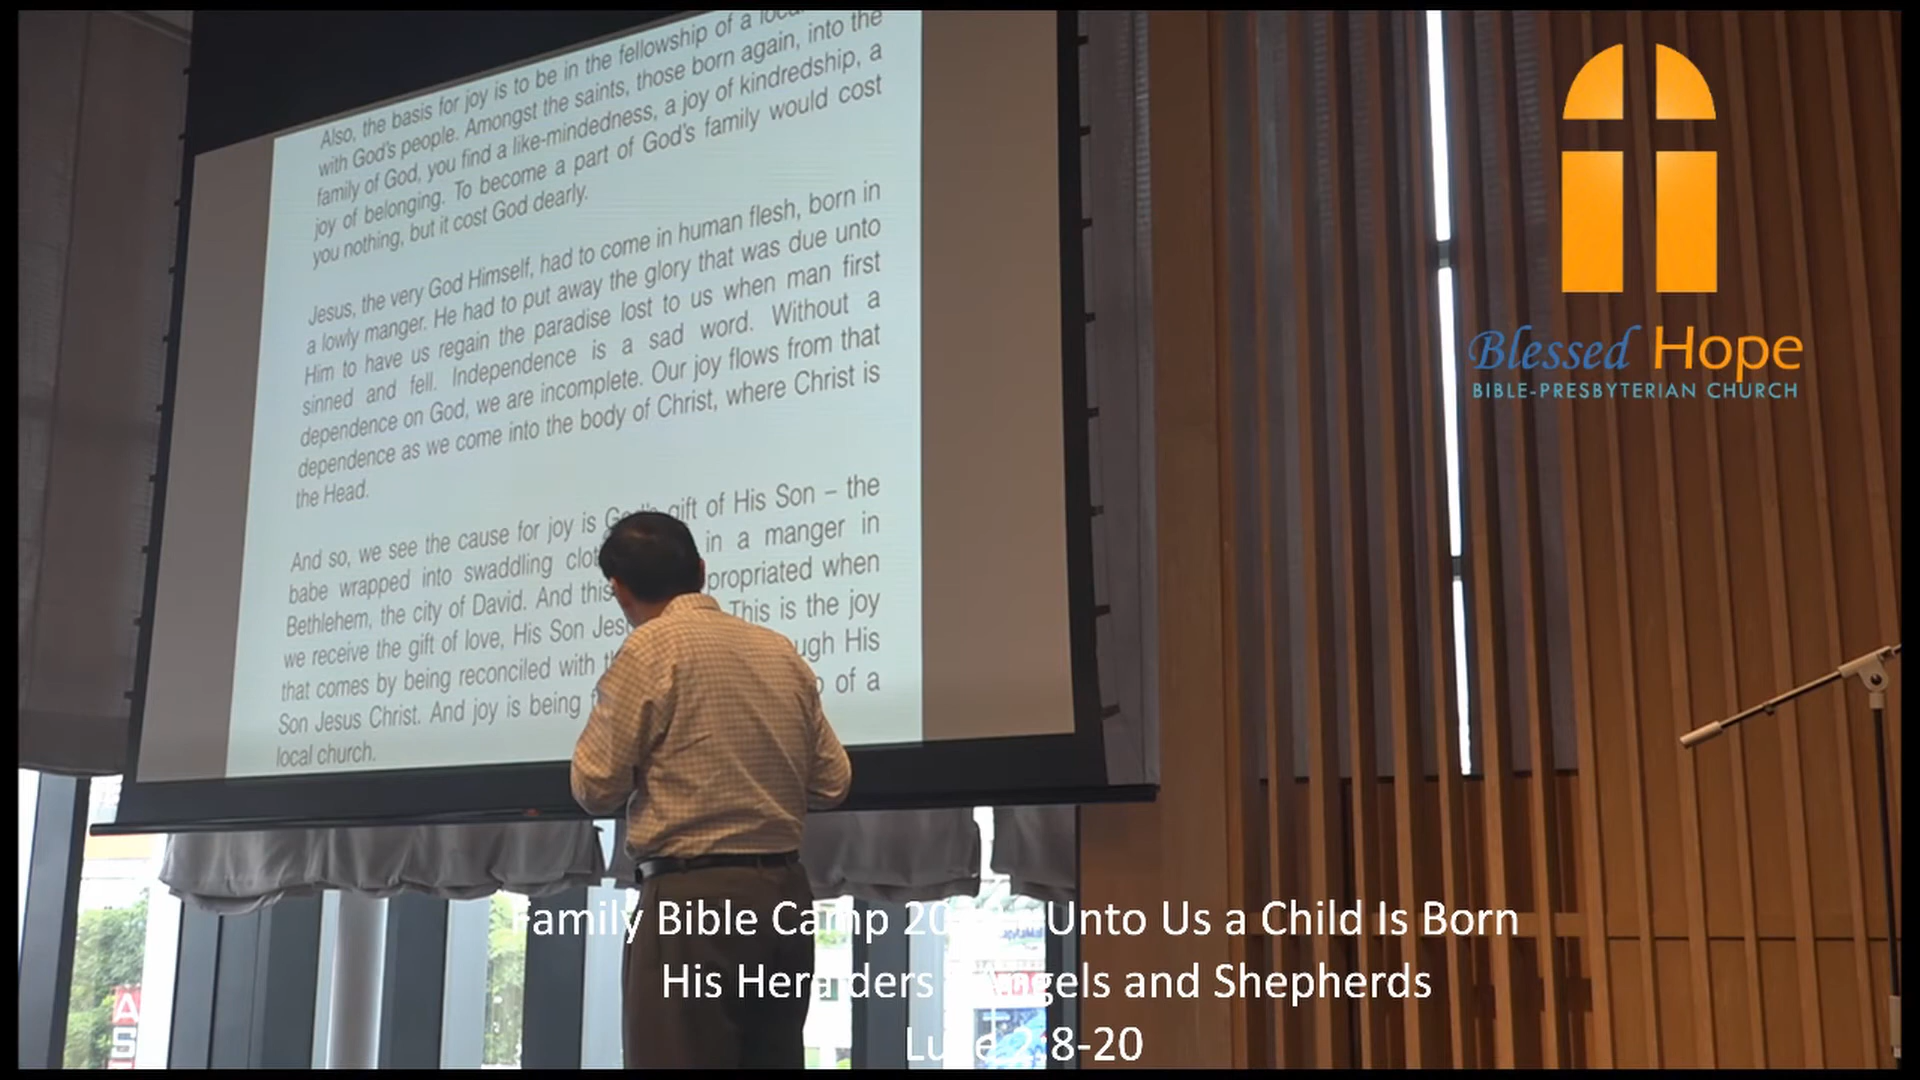 Also, the basis for joy is to be in the fellowship of a local
with God's people. Amongst the saints, those born again, into the
family of God, you find a like-mindedness, a joy of kindredship, a
joy of belonging. To become a part of God's family would cost
you nothing, but it cost God dearly.
Jesus, the very God Himself, had to come in human flesh, born in
a lowly manger. He had to put away the glory that was due unto
Him to have us regain the paradise lost to us when man first
sinned and fell. Independence is a sad word. Without a
dependence on God, we are incomplete. Our joy flows from that
dependence as we come into the body of Christ, where Christ is
the Head.
And so, we see the cause for joy is God's gift of His Son – the
babe wrapped into swaddling in a manger in
Bethlehem, the city of David. And this when
we receive the gift of love, His Son This is the joy
that comes by being reconciled with His
Son Jesus Christ. And joy is being of a
local church.
Blessed Hope
BIBLE-PRESBYTERIAN CHURCH
Family Bible Camp Unto Us a Child Is Born
His Heralders Angels and Shepherds
Luke 2:8-20